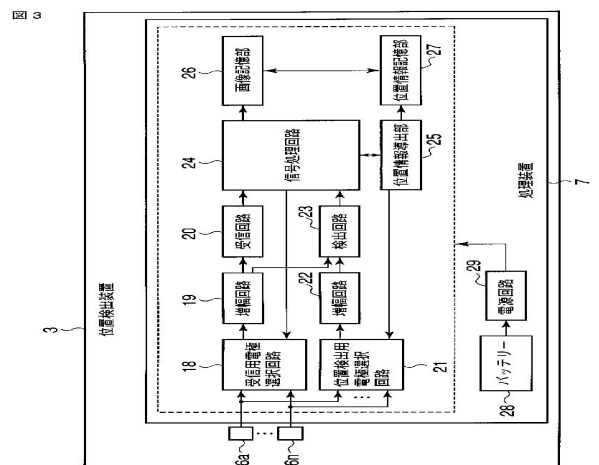 図 3
3
位置検出装置
6a
6n
18
受信用電極
選択回路
19
増幅回路
20
受信回路
24
信号処理回路
26
画像記憶部
21
位置検出用
電極選択
回路
22
増幅回路
23
検出回路
25
位置情報導出部
27
位置情報記憶部
処理装置
7
28
バッテリー
29
電源回路